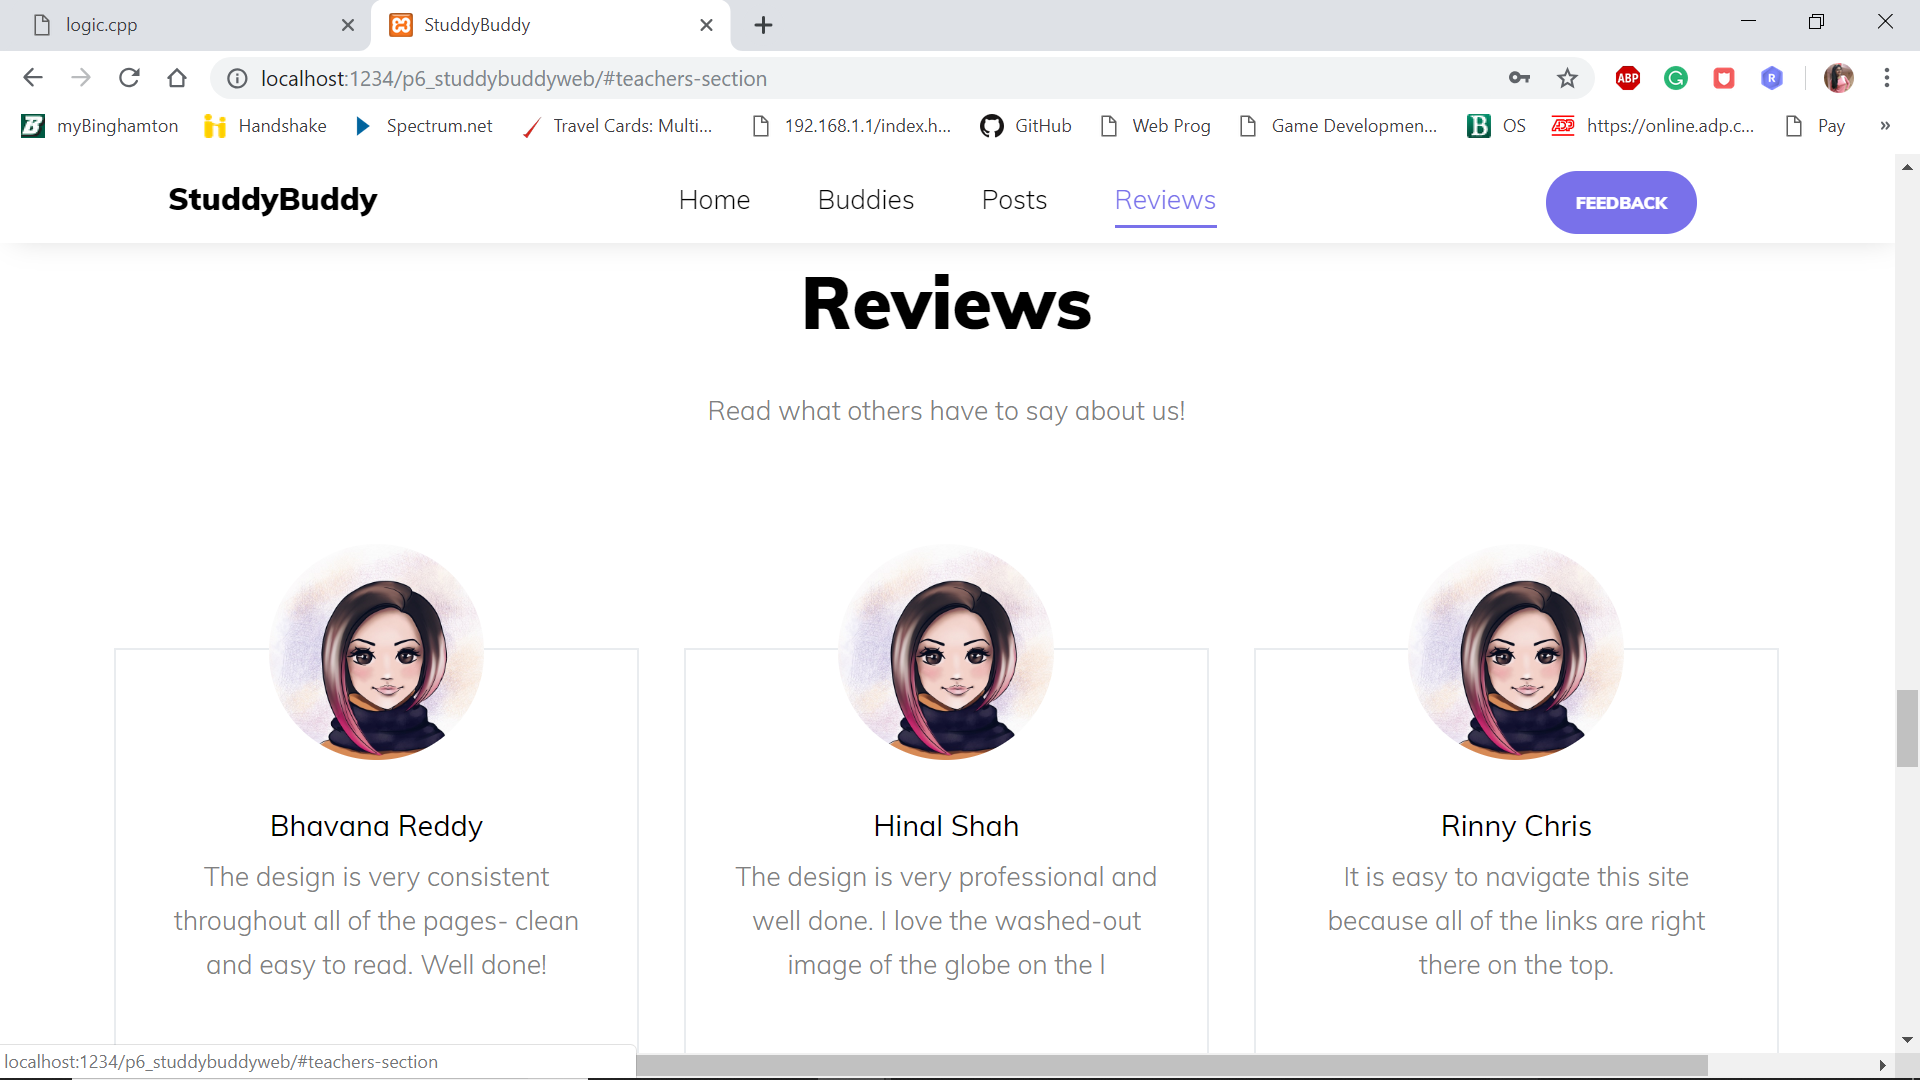 logic.cpp
StuddyBuddy
localhost:1234/p6_studdybuddyweb/#teachers-section
ABP
G
R
B myBinghamton
Handshake
Spectrum.net
Travel Cards: Multi...
192.168.1.1/index.h...
GitHub
Web Prog
Game Developmen...
B OS
ADP https://online.adp.c...
Pay
»
StuddyBuddy
Home
Buddies
Posts
Reviews
FEEDBACK
Reviews
Read what others have to say about us!
Bhavana Reddy
The design is very consistent
throughout all of the pages- clean
and easy to read. Well done!
Hinal Shah
The design is very professional and
well done. I love the washed-out
image of the globe on the l
Rinny Chris
It is easy to navigate this site
because all of the links are right
there on the top.
localhost:1234/p6_studdybuddyweb/#teachers-section